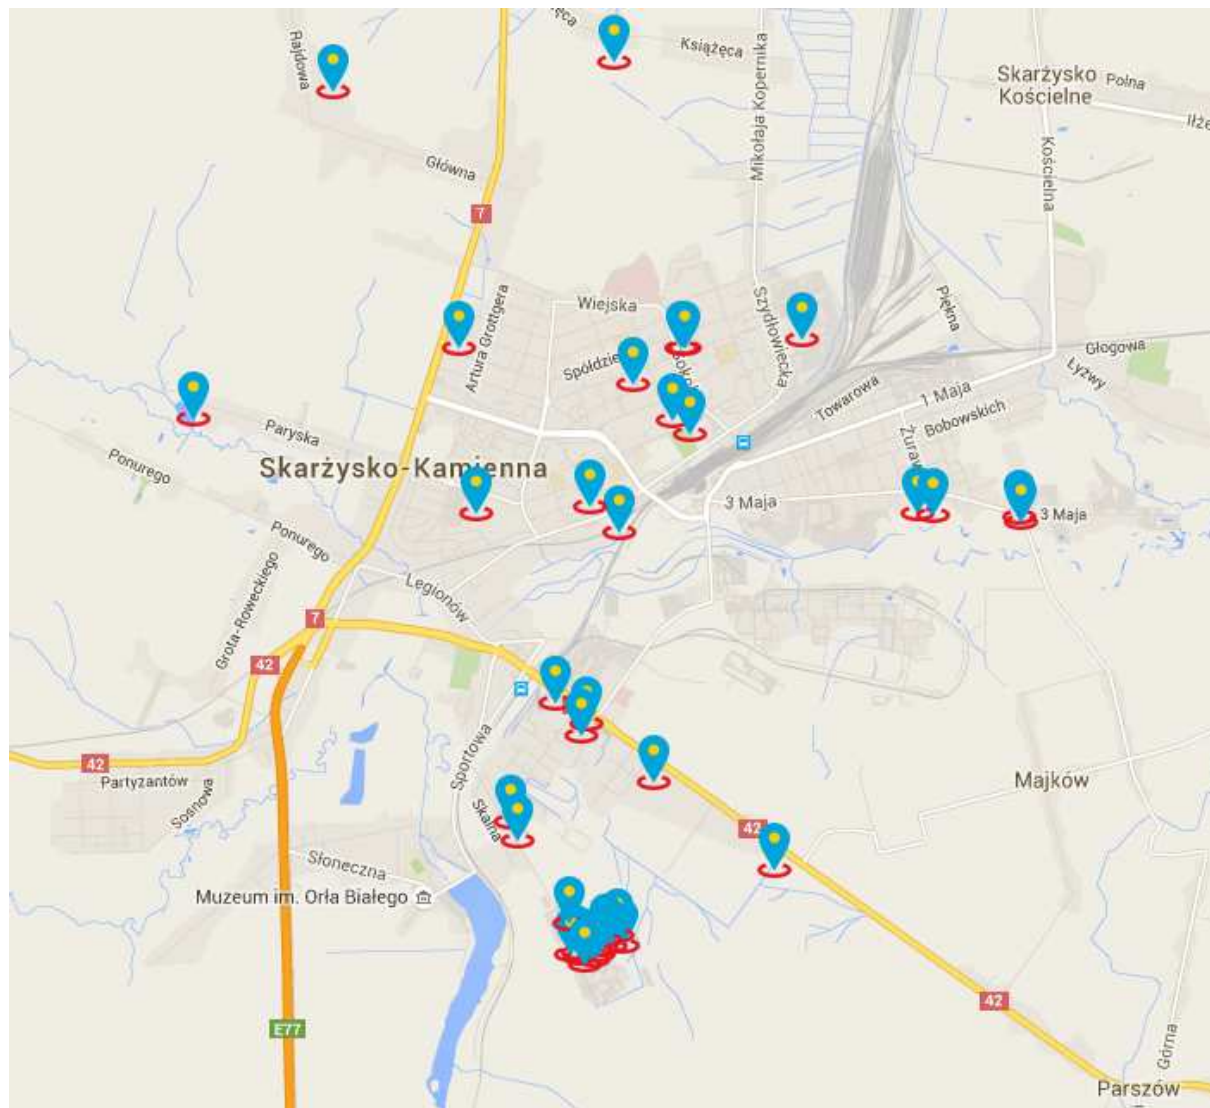 ęca
Książęca
Rajdowa
Mikołaja Kopernika
Skarżysko
Kościelne
Polna
Iłże
Główna
Kościelna
7
Wiejska
Artura Grottgera
Szydłowiecka
Piękna
Spółdzie
Sokol
Głogowa
Łyżwy
Towarowa
1 Maja
Bobowskich
Paryska
Żuraw
Ponurego
Skarżysko-Kamienna
3 Maja
3 Maja
Ponurego
Legionów
Grota-Roweckiego
7
42
42
Partyzantów
Sosnowa
Sportowa
Majków
Skalna
42
Słoneczna
Muzeum im. Orła Białego
42
E77
Górna
Parszów